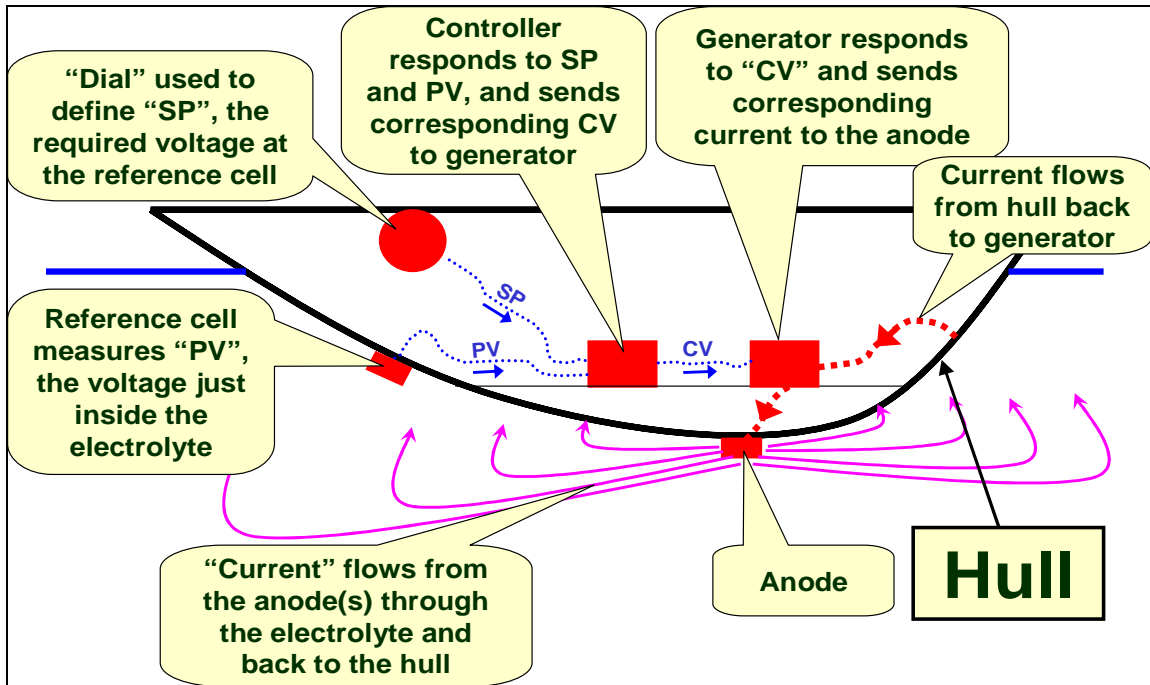 Controller
responds to SP
and PV, and sends
corresponding CV
to generator
Generator responds
to “CV” and sends
corresponding
current to the anode
“Dial” used to
define “SP”, the
required voltage at
the reference cell
Current flows
from hull back
to generator
SP
PV
CV
Reference cell
measures “PV”,
the voltage just
inside the
electrolyte
“Current” flows from
the anode(s) through
the electrolyte and
back to the hull
Anode
Hull